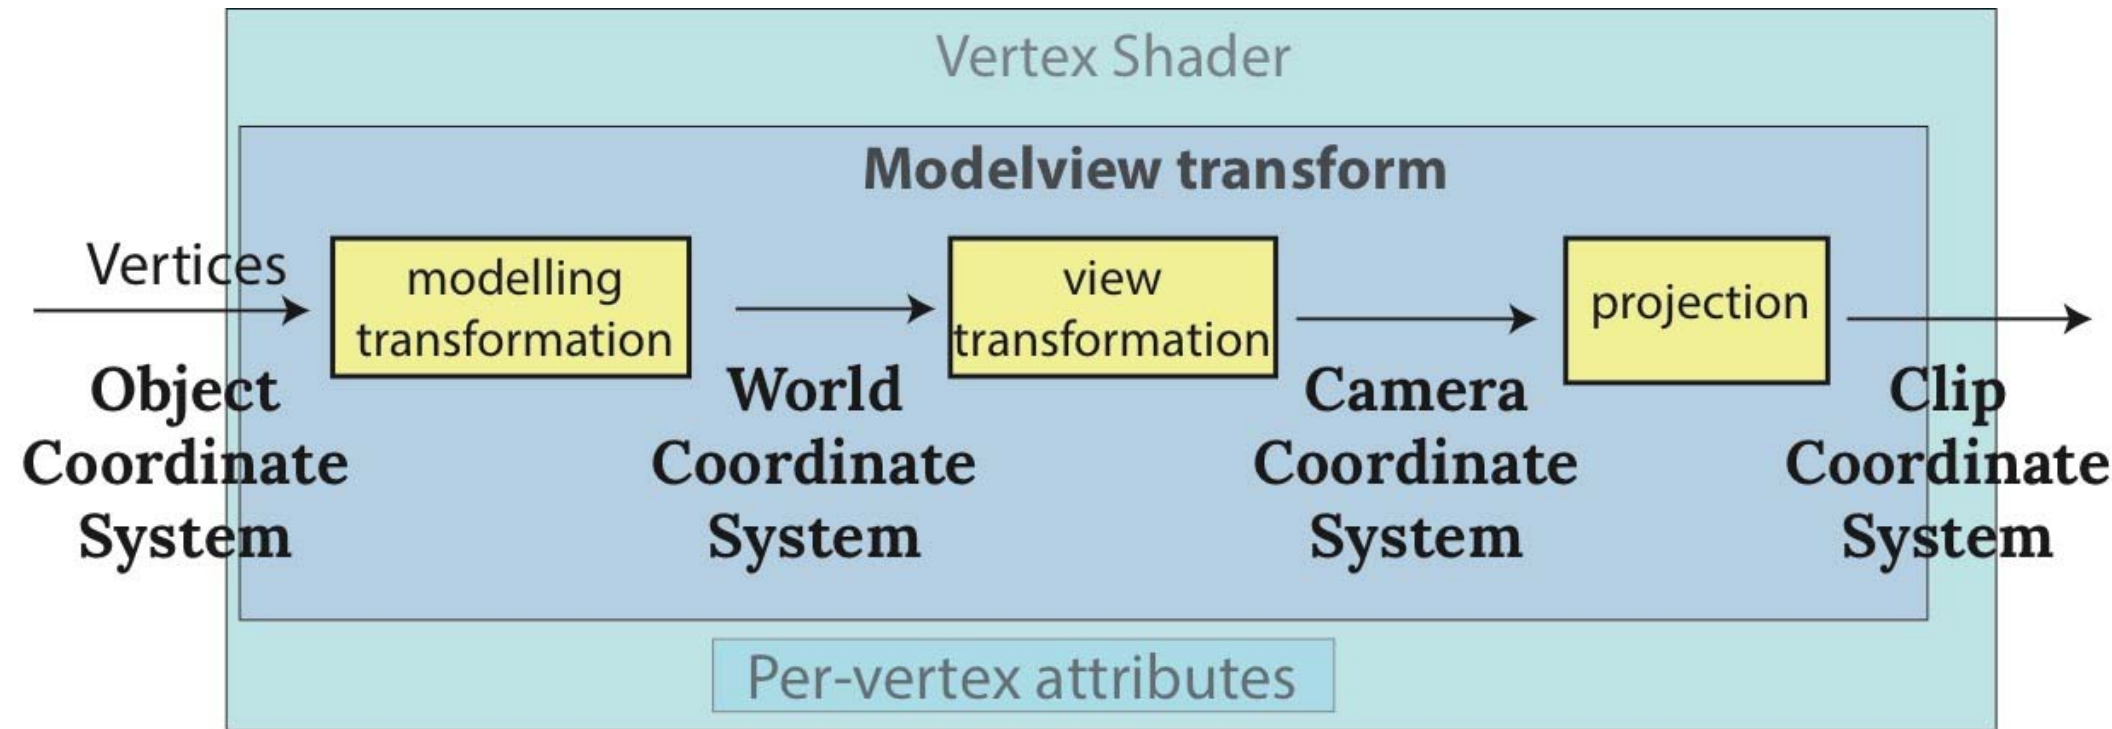 Vertex Shader
Modelview transform
Vertices
modelling
transformation
view
transformation
projection
Object
Coordinate
System
World
Coordinate
System
Camera
Coordinate
System
Clip
Coordinate
System
Per-vertex attributes